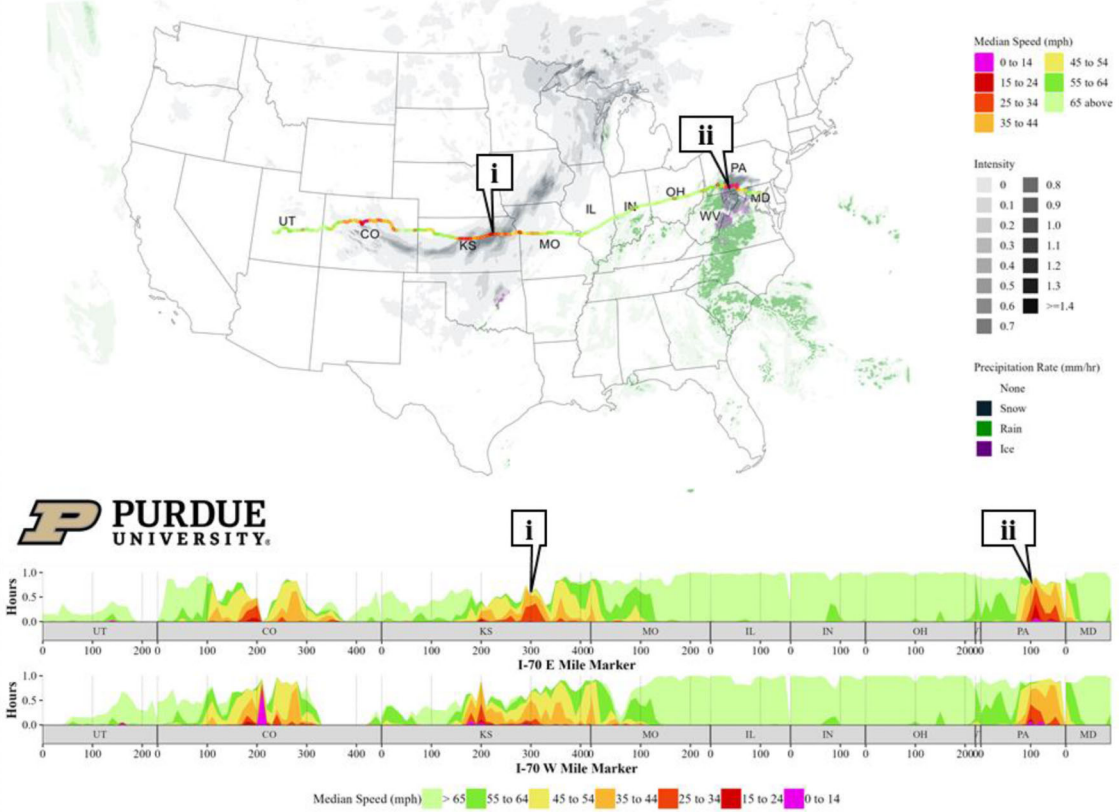 Median Speed (mph)
0 to 14 45 to 54
15 to 24 55 to 64
25 to 34 65 above
35 to 44
ii
PA
i
Intensity
0 0.8
0.1 0.9
0.2 1.0
0.3 1.1
0.4 1.2
0.5 1.3
0.6 >=1.4
0.7
OH
MD
IL
IN
WV
UT
CO
KS
MO
Precipitation Rate (mm/hr)
None
Snow
Rain
Ice
PURDUE
UNIVERSITY®
i
ii
Hours
1.0
0.5
0.0
UT CO KS MO IL IN OH PA MD
0 100 200 0 100 200 300 400 0 100 200 300 400 0 100 200 0 100 0 100 0 100 200 0 0 100 0
I-70 E Mile Marker
Hours
1.0
0.5
0.0
UT CO KS MO IL IN OH PA MD
0 100 200 0 100 200 300 400 0 100 200 300 400 0 100 200 0 100 0 100 0 100 200 0 0 100 0
I-70 W Mile Marker
Median Speed (mph) > 65 55 to 64 45 to 54 35 to 44 25 to 34 15 to 24 0 to 14